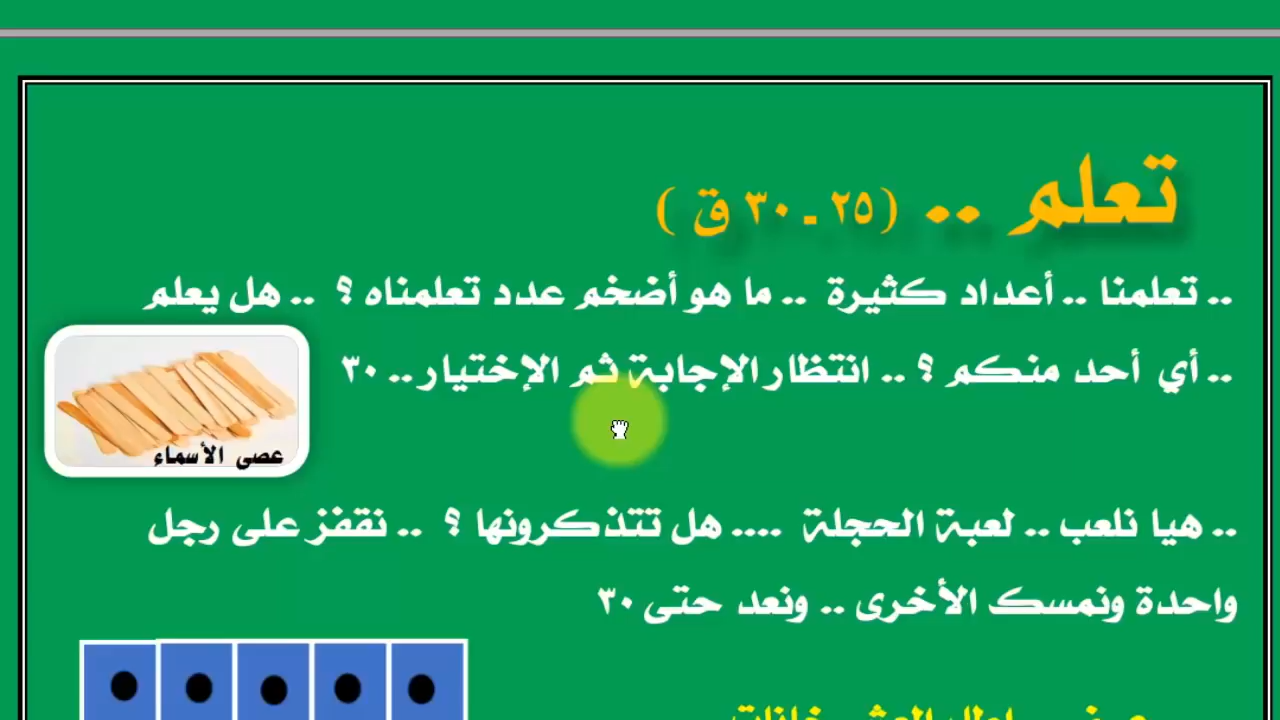 تعلم .. (٢٥ - ٣٠ ق )
.. تعلمنا .. أعداد كثيرة .. ما هو أضخم عدد تعلمناه ؟ .. هل يعلم
.. أي أحد منكم ؟ .. انتظار الإجابة ثم الإختيار .. ٣٠
عصى الأسماء
.. هيا نلعب .. لعبة الحجلة .... هل تتذكرونها ؟ .. نقفز على رجل
واحدة ونمسك الأخرى .. ونعد حتى ٣٠